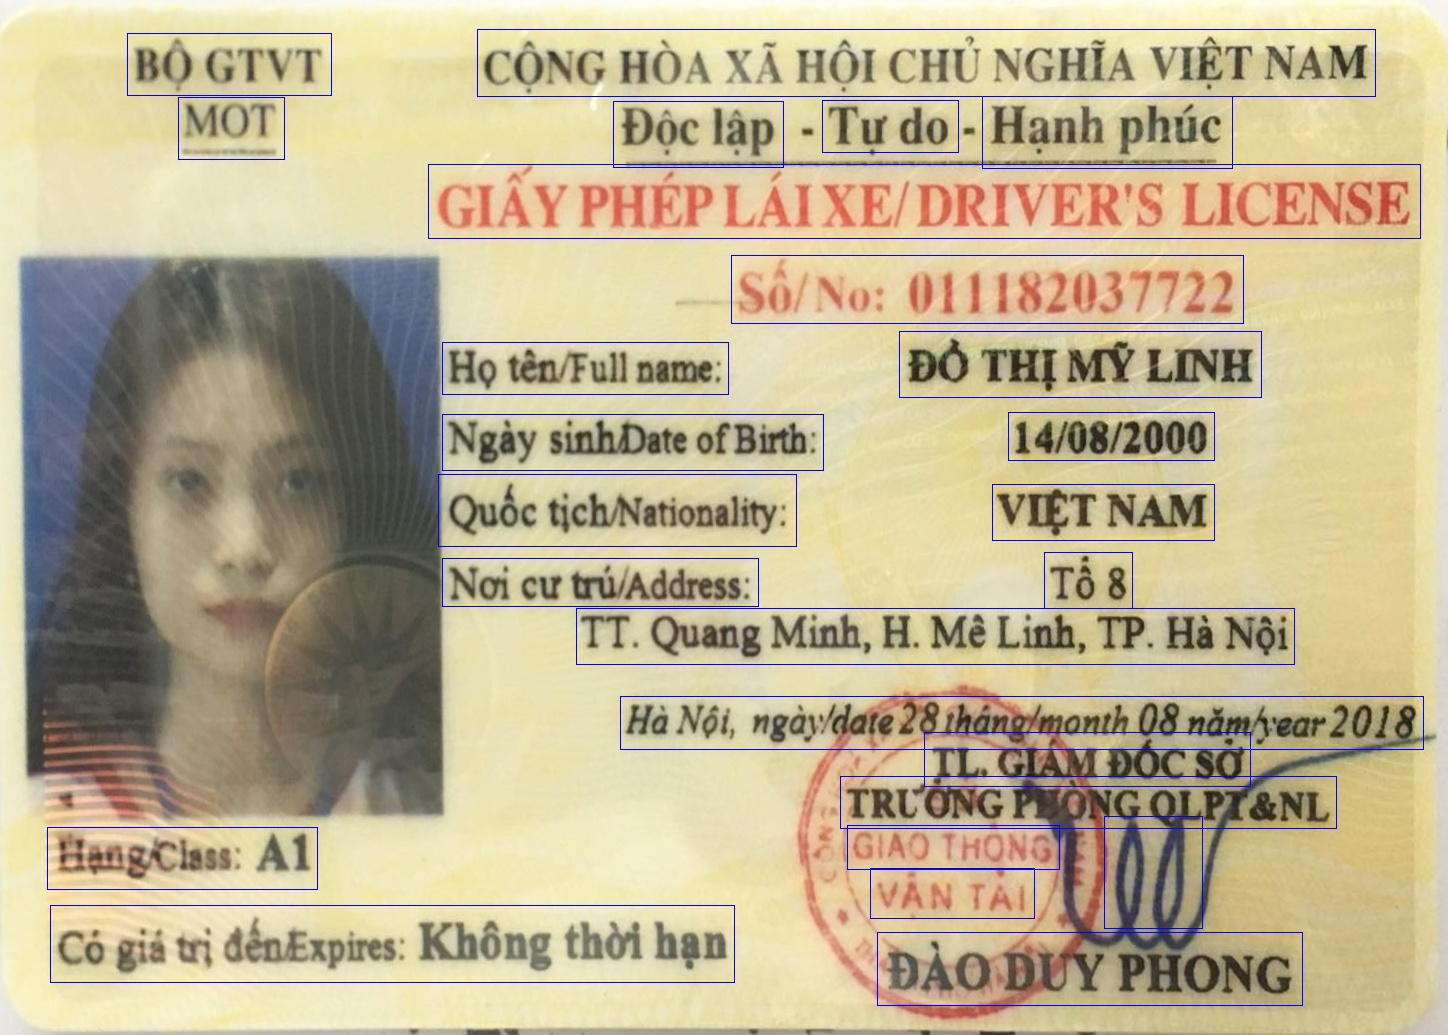 BỘ GTVT
MOT
CỘNG HÒA XÃ HỘI CHỦ NGHĨA VIỆT NAM
Độc lập - Tự do - Hạnh phúc
GIẤY PHÉP LÁI XE/ DRIVER'S LICENSE
Số/ No: 011182037722
Họ tên/Full name: ĐỖ THỊ MỸ LINH
Ngày sinh/Date of Birth: 14/08/2000
Quốc tịch/Nationality: VIỆT NAM
Nơi cư trú/Address: Tổ 8
TT. Quang Minh, H. Mê Linh, TP. Hà Nội
Hà Nội, ngày/date 28 tháng/month 08 năm/year 2018
TL. GIÁM ĐỐC SỞ
TRƯỞNG PHÒNG QLPT&NL
GIAO THÔNG
VẬN TẢI
Hạng/Class: A1
Có giá trị đến/Expires: Không thời hạn
ĐÀO DUY PHONG